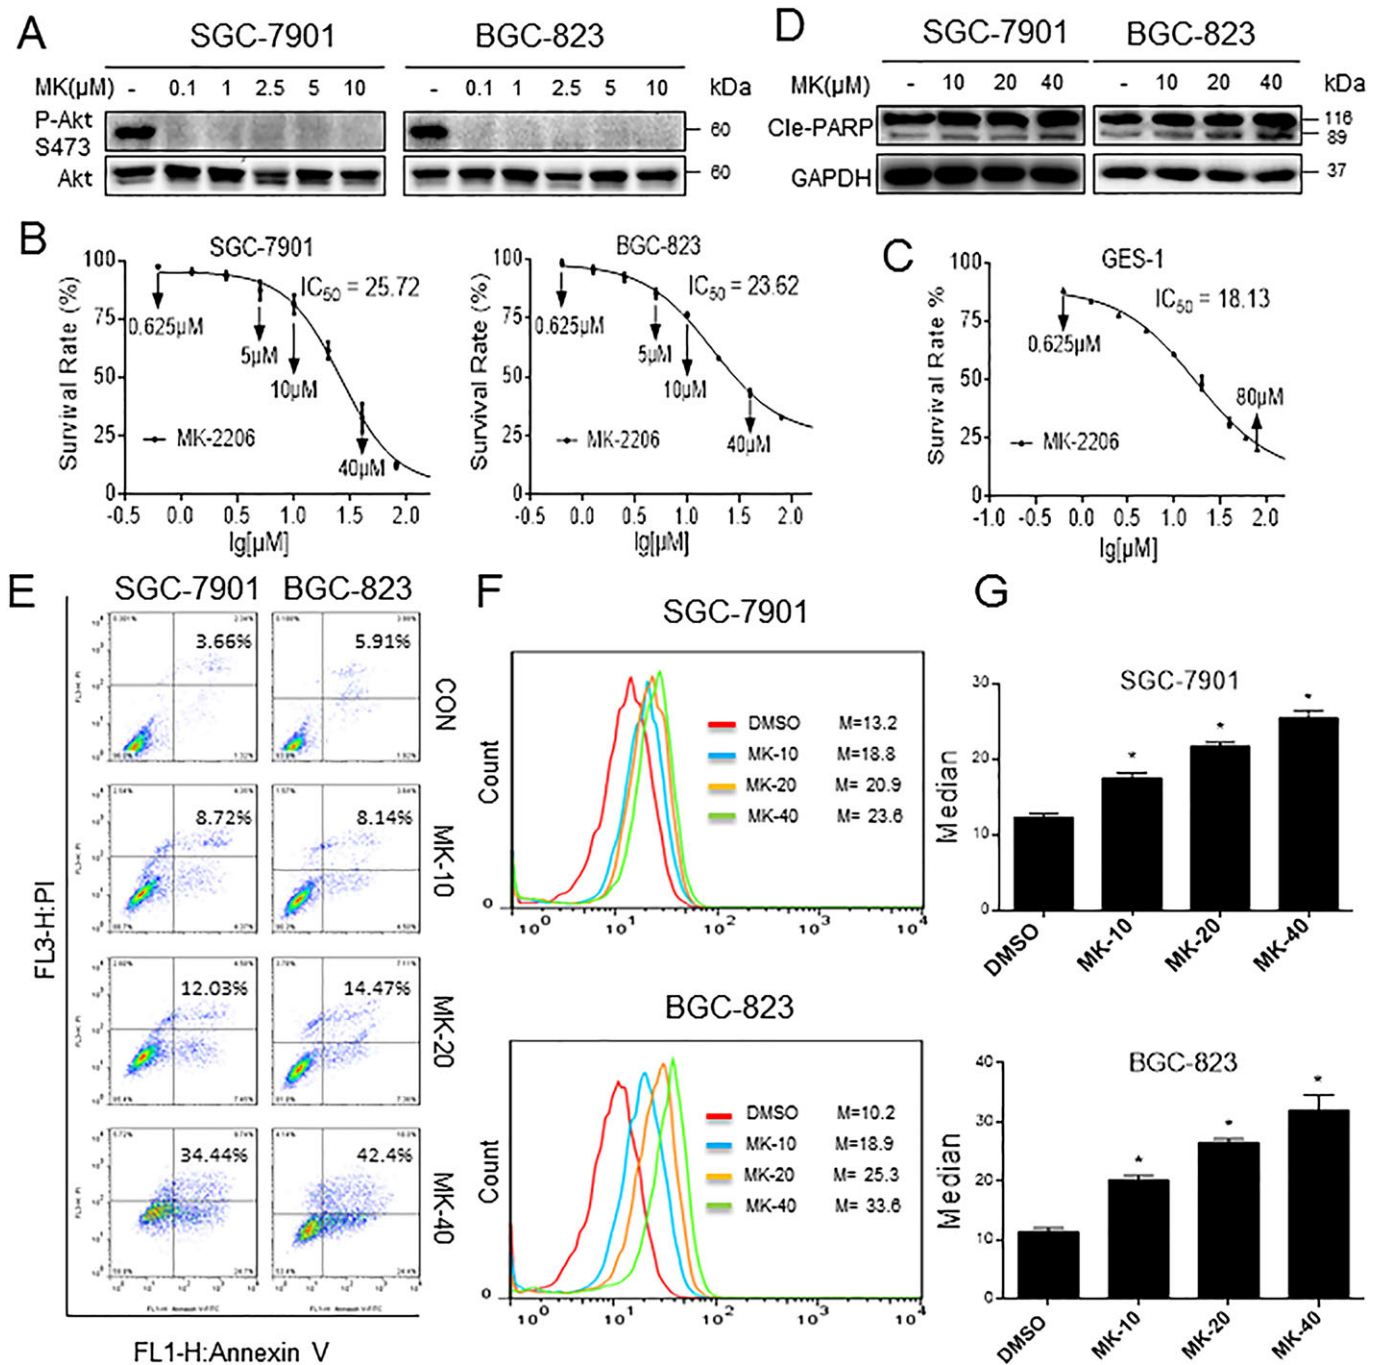 A
SGC-7901 BGC-823
MK(μM) - 0.1 1 2.5 5 10 - 0.1 1 2.5 5 10 kDa
P-Akt
S473
60
Akt
60
D
SGC-7901 BGC-823
MK(μM) - 10 20 40 - 10 20 40 kDa
Cle-PARP
116
89
GAPDH
37
B
SGC-7901
Survival Rate (%)
100
75
50
25
0
IC50 = 25.72
0.625μM
5μM
10μM
40μM
MK-2206
-0.5 0.0 0.5 1.0 1.5 2.0
lg[μM]
BGC-823
Survival Rate (%)
100
75
50
25
0
IC50 = 23.62
0.625μM
5μM
10μM
40μM
MK-2206
-0.5 0.0 0.5 1.0 1.5 2.0
lg[μM]
C
GES-1
Survival Rate %
100
75
50
25
0
IC50 = 18.13
0.625μM
80μM
MK-2206
-1.0 -0.5 0.0 0.5 1.0 1.5 2.0
lg[μM]
E
SGC-7901 BGC-823
3.66% 5.91%
CON
8.72% 8.14%
MK-10
12.03% 14.47%
MK-20
34.44% 42.4%
MK-40
FL3-H:PI
FL1-H:Annexin V
F
SGC-7901
Count
DMSO M=13.2
MK-10 M=18.8
MK-20 M= 20.9
MK-40 M= 23.6
0
10^0 10^1 10^2 10^3 10^4
BGC-823
Count
DMSO M=10.2
MK-10 M=18.9
MK-20 M= 25.3
MK-40 M= 33.6
0
10^0 10^1 10^2 10^3 10^4
G
SGC-7901
Median
30
20
10
0
* * *
DMSO MK-10 MK-20 MK-40
BGC-823
Median
40
30
20
10
0
* * *
DMSO MK-10 MK-20 MK-40